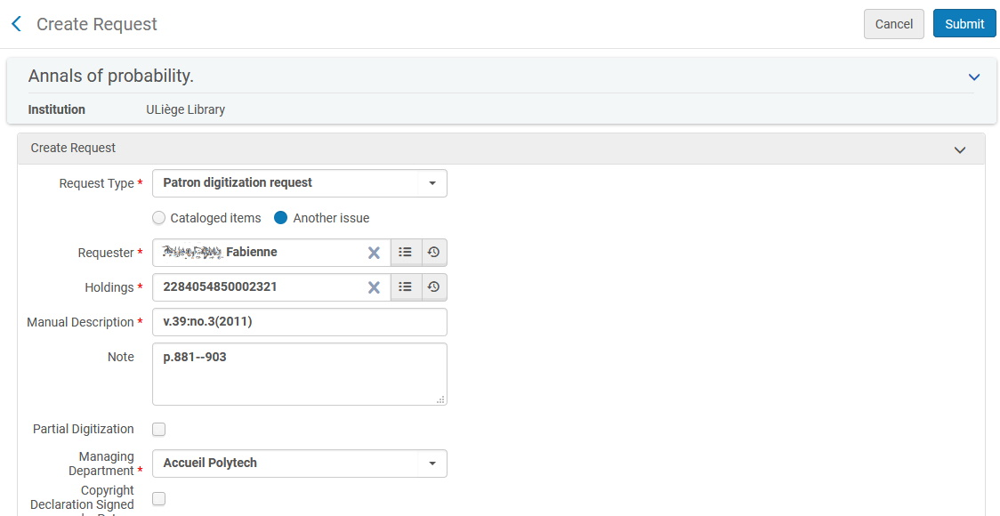 Create Request
Cancel
Submit
Annals of probability.
Institution ULiège Library
Create Request
Request Type * Patron digitization request
Cataloged items Another issue
Requester * Fabienne
Holdings * 2284054850002321
Manual Description * v.39:no.3(2011)
Note p.881--903
Partial Digitization
Managing
Department * Accueil Polytech
Copyright
Declaration Signed